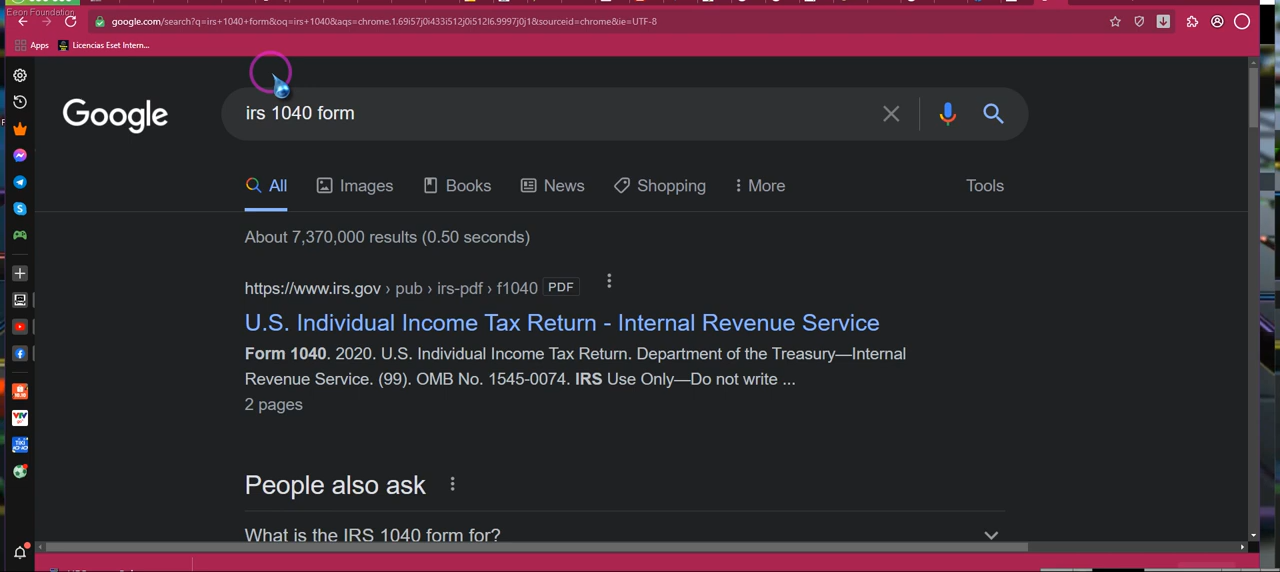 Eeon Foundation
google.com/search?q=irs+1040+form&oq=irs+1040&aqs=chrome.1.69i57j0i433i512j0i512l6.9997j0j1&sourceid=chrome&ie=UTF-8
Apps Licencias Eset Intern...
Google
irs 1040 form
All Images Books News Shopping More Tools
About 7,370,000 results (0.50 seconds)
https://www.irs.gov › pub › irs-pdf › f1040 PDF
U.S. Individual Income Tax Return - Internal Revenue Service
Form 1040. 2020. U.S. Individual Income Tax Return. Department of the Treasury—Internal
Revenue Service. (99). OMB No. 1545-0074. IRS Use Only—Do not write ...
2 pages
People also ask
What is the IRS 1040 form for?